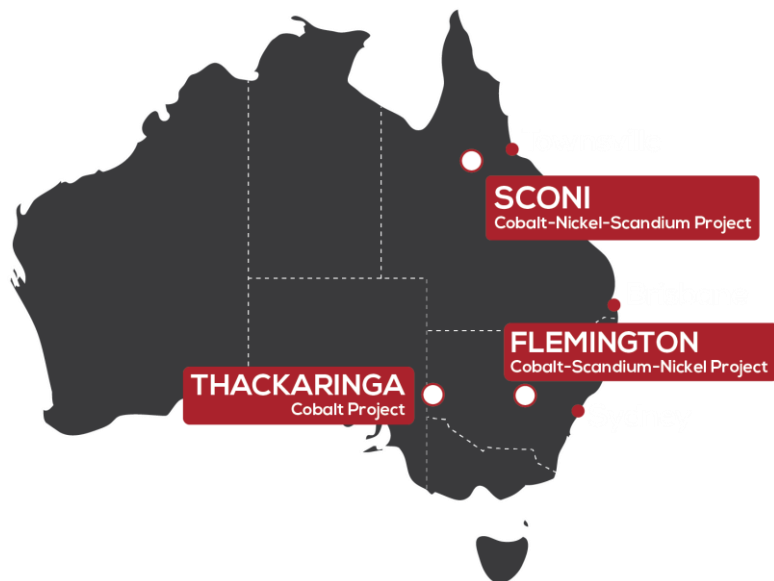 SCONI
Cobalt-Nickel-Scandium Project
FLEMINGTON
Cobalt-Scandium-Nickel Project
THACKARINGA
Cobalt Project